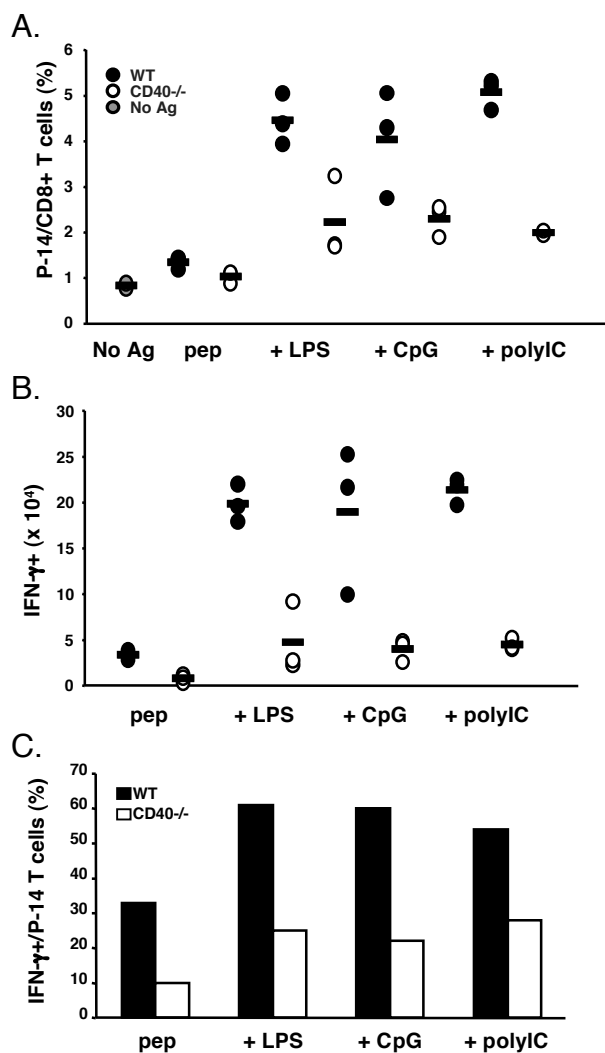 A.
P-14/CD8+ T cells (%)
6
5
4
3
2
1
0
WT
CD40-/-
No Ag
No Ag pep + LPS + CpG + polyIC
B.
IFN-γ+ (x 10⁴)
30
25
20
15
10
5
0
pep + LPS + CpG + polyIC
C.
IFN-γ+/P-14 T cells (%)
70
60
50
40
30
20
10
0
WT
CD40-/-
pep + LPS + CpG + polyIC